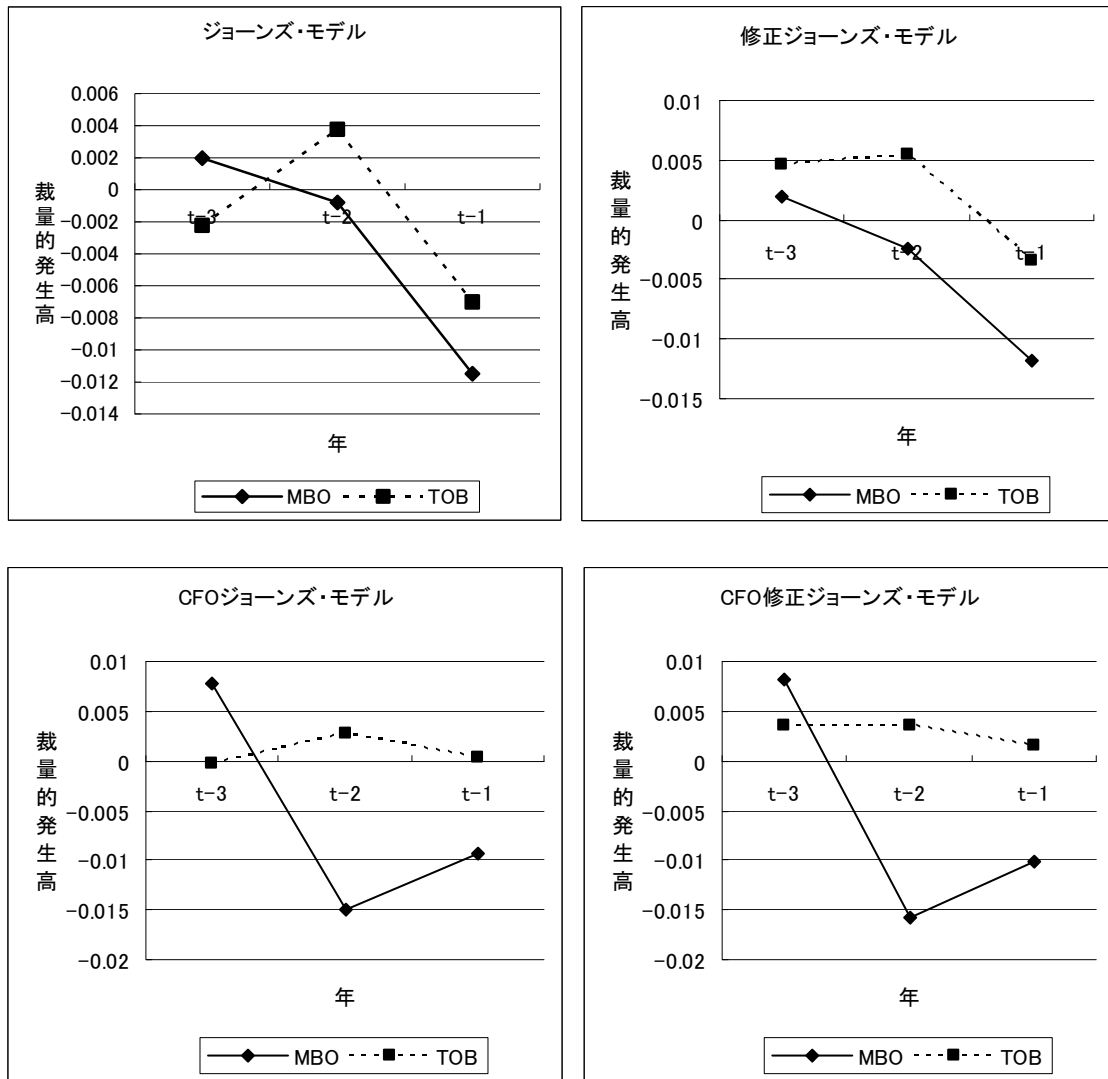 ジョーンズ・モデル
0.006
0.004
0.002
0
-0.002
-0.004
-0.006
-0.008
-0.01
-0.012
-0.014
裁量的発生高
t-3
t-2
t-1
年
MBO
TOB
修正ジョーンズ・モデル
0.01
0.005
0
-0.005
-0.01
-0.015
裁量的発生高
t-3
t-2
t-1
年
MBO
TOB
CFOジョーンズ・モデル
0.01
0.005
0
-0.005
-0.01
-0.015
-0.02
裁量的発生高
t-3
t-2
t-1
年
MBO
TOB
CFO修正ジョーンズ・モデル
0.01
0.005
0
-0.005
-0.01
-0.015
-0.02
裁量的発生高
t-3
t-2
t-1
年
MBO
TOB